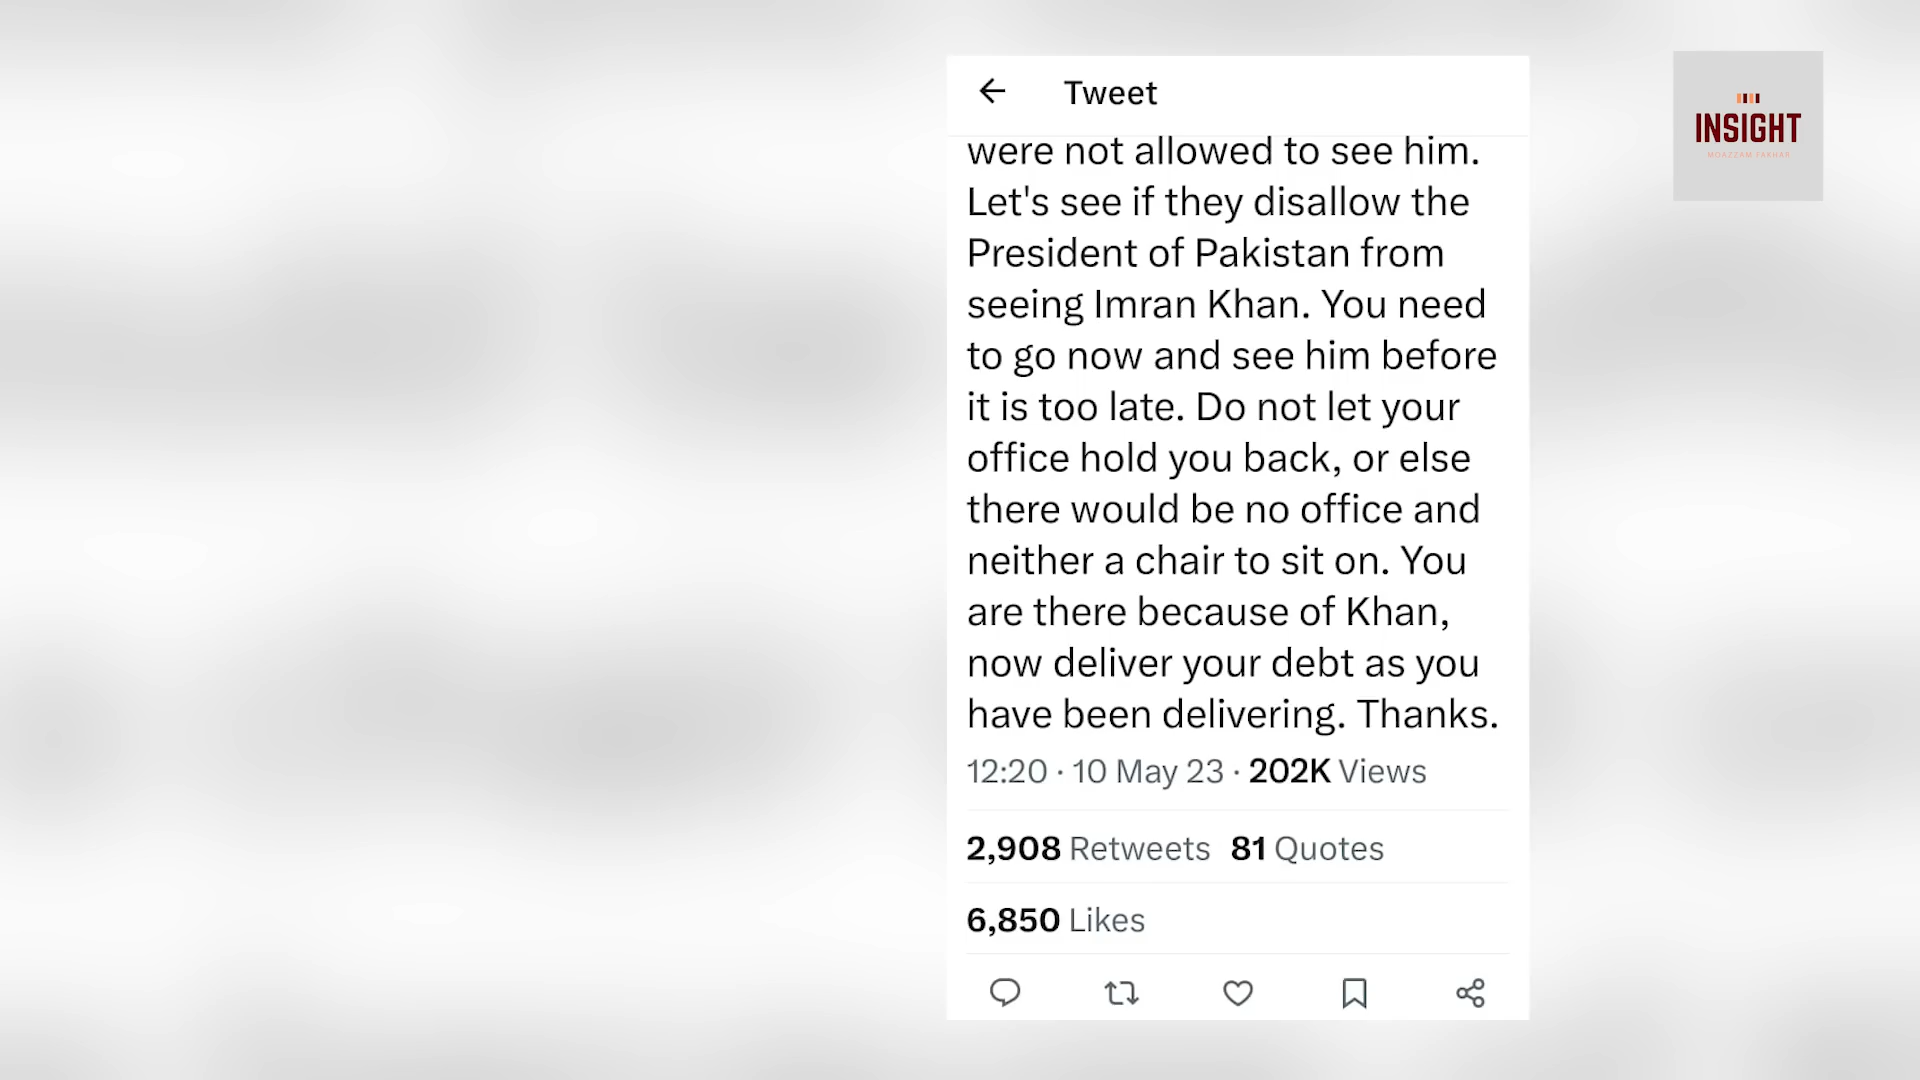 Tweet
were not allowed to see him.
Let's see if they disallow the
President of Pakistan from
seeing Imran Khan. You need
to go now and see him before
it is too late. Do not let your
office hold you back, or else
there would be no office and
neither a chair to sit on. You
are there because of Khan,
now deliver your debt as you
have been delivering. Thanks.
12:20 · 10 May 23 · 202K Views
2,908 Retweets 81 Quotes
6,850 Likes
INSIGHT
MOAZZAM FAKHAR